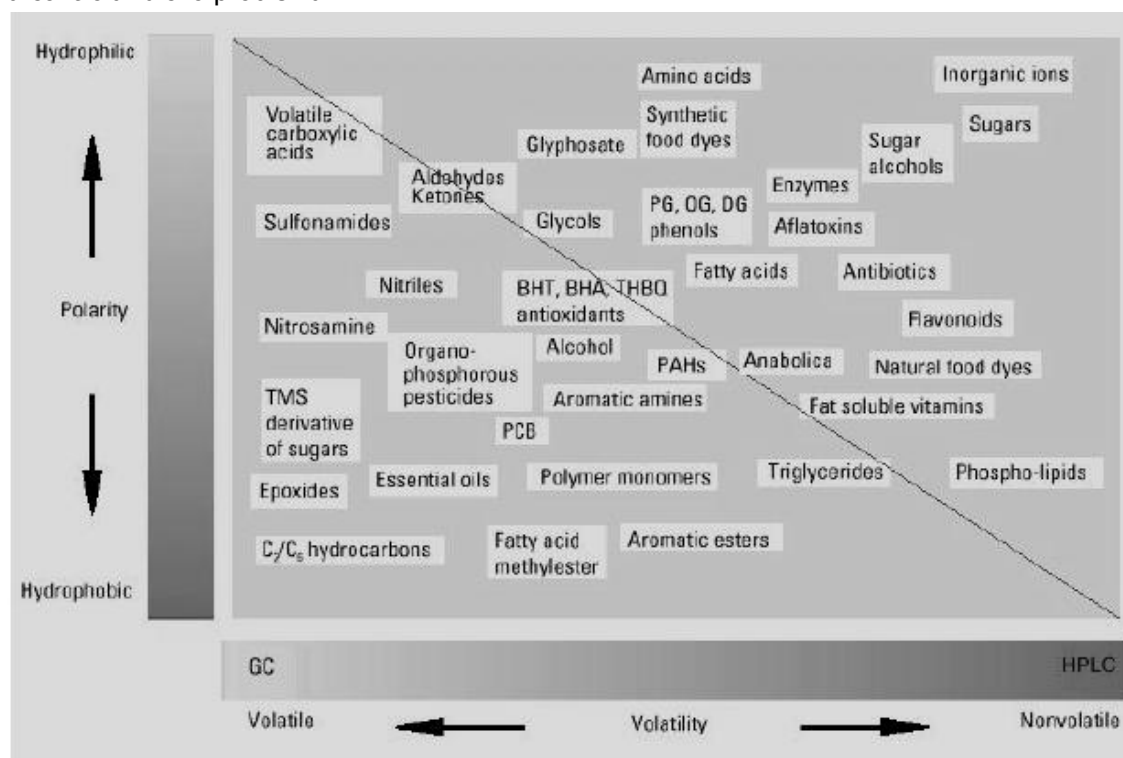 Hydrophilic
Polarity
Hydrophobic
Amino acids
Inorganic ions
Volatile
carboxylic
acids
Synthetic
food dyes
Sugars
Glyphosate
Sugar
alcohols
Aldehydes
Ketones
Enzymes
Sulfonamides
Glycols
PG, OG, DG
phenols
Aflatoxins
Nitriles
BHT, BHA, THBQ
antioxidants
Fatty acids
Antibiotics
Nitrosamine
Flavonoids
Organo-
phosphorous
pesticides
Alcohol
PAHs
Anabolica
Natural food dyes
TMS
derivative
of sugars
Aromatic amines
Fat soluble vitamins
PCB
Epoxides
Essential oils
Polymer monomers
Triglycerides
Phospho-lipids
hydrocarbons
Fatty acid
methylester
Aromatic esters
GC
HPLC
Volatile
Volatility
Nonvolatile